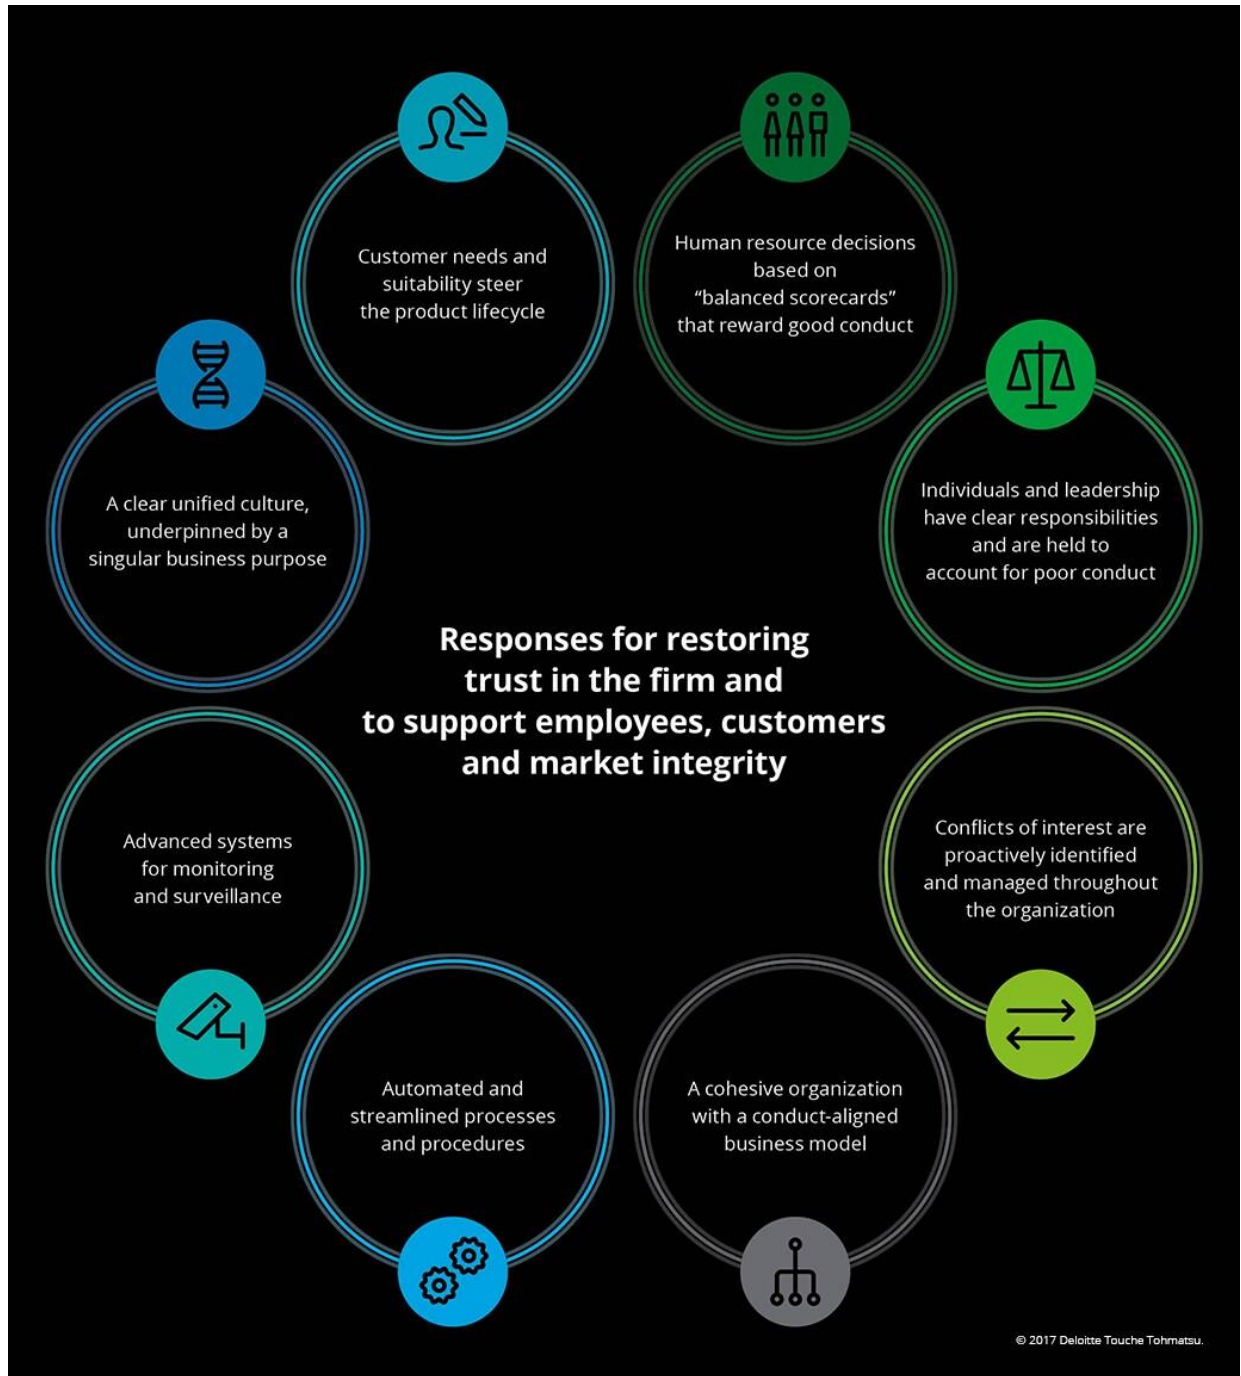 Customer needs and
suitability steer
the product lifecycle
Human resource decisions
based on
“balanced scorecards”
that reward good conduct
A clear unified culture,
underpinned by a
singular business purpose
Individuals and leadership
have clear responsibilities
and are held to
account for poor conduct
Responses for restoring
trust in the firm and
to support employees, customers
and market integrity
Advanced systems
for monitoring
and surveillance
Conflicts of interest are
proactively identified
and managed throughout
the organization
Automated and
streamlined processes
and procedures
A cohesive organization
with a conduct-aligned
business model
© 2017 Deloitte Touche Tohmatsu.